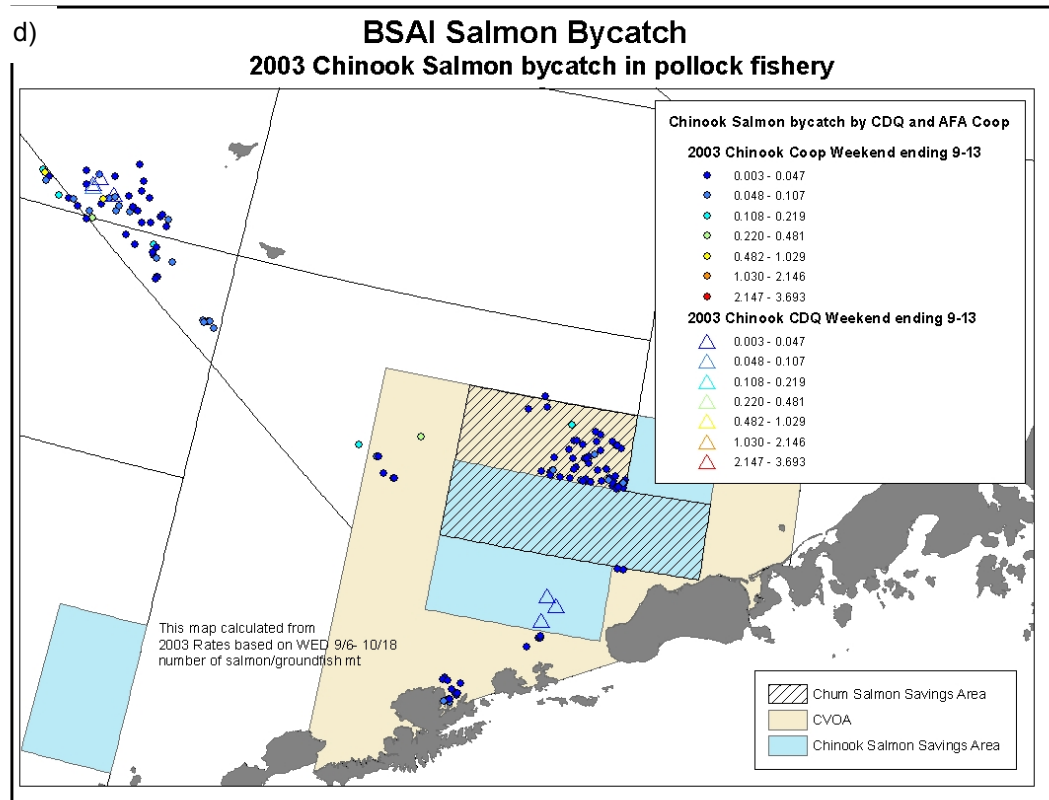 d)
BSAI Salmon Bycatch
2003 Chinook Salmon bycatch in pollock fishery
Chinook Salmon bycatch by CDQ and AFA Coop
2003 Chinook Coop Weekend ending 9-13
0.003 - 0.047
0.048 - 0.107
0.108 - 0.219
0.220 - 0.481
0.482 - 1.029
1.030 - 2.146
2.147 - 3.693
2003 Chinook CDQ Weekend ending 9-13
0.003 - 0.047
0.048 - 0.107
0.108 - 0.219
0.220 - 0.481
0.482 - 1.029
1.030 - 2.146
2.147 - 3.693
This map calculated from
2003 Rates based on WED 9/6- 10/18
number of salmon/groundfish mt
Chum Salmon Savings Area
CVOA
Chinook Salmon Savings Area